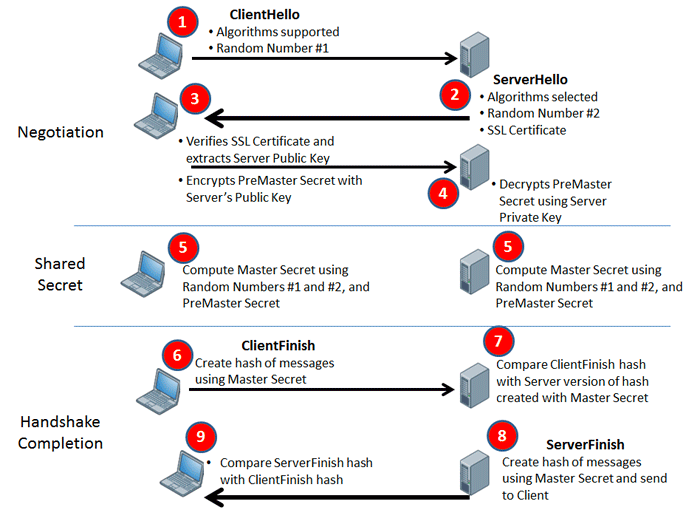 1
ClientHello
• Algorithms supported
• Random Number #1
2
ServerHello
• Algorithms selected
• Random Number #2
• SSL Certificate
Negotiation
3
• Verifies SSL Certificate and
extracts Server Public Key
• Encrypts PreMaster Secret with
Server's Public Key
4
• Decrypts PreMaster
Secret using Server
Private Key
Shared
Secret
5
Compute Master Secret using
Random Numbers #1 and #2, and
PreMaster Secret
5
Compute Master Secret using
Random Numbers #1 and #2, and
PreMaster Secret
Handshake
Completion
6
ClientFinish
Create hash of messages
using Master Secret
7
Compare ClientFinish hash
with Server version of hash
created with Master Secret
8
ServerFinish
Create hash of messages
using Master Secret and send
to Client
9
• Compare ServerFinish hash
with ClientFinish hash